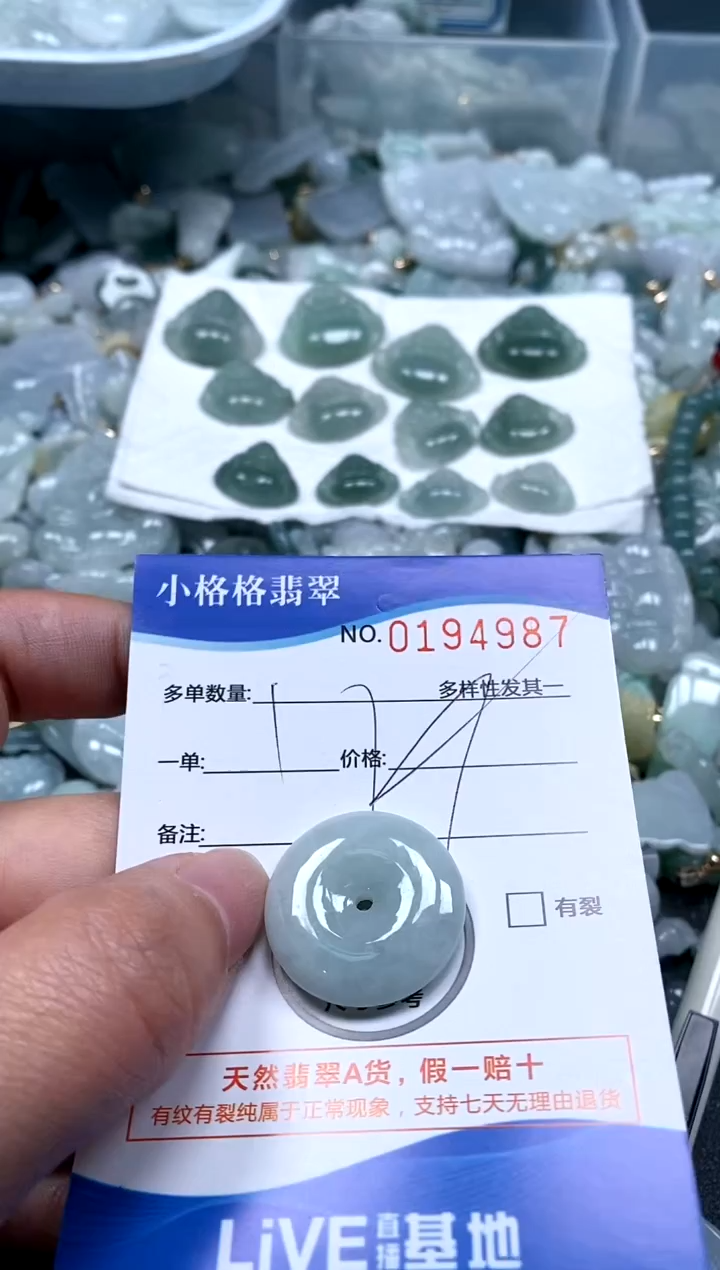 小格格翡翠
NO. 0194987
多单数量: 多样性发其一
一单: 价格:
备注:
有裂
天然翡翠A货，假一赔十
有纹有裂纯属于正常现象，支持七天无理由退货
LiVE直播基地